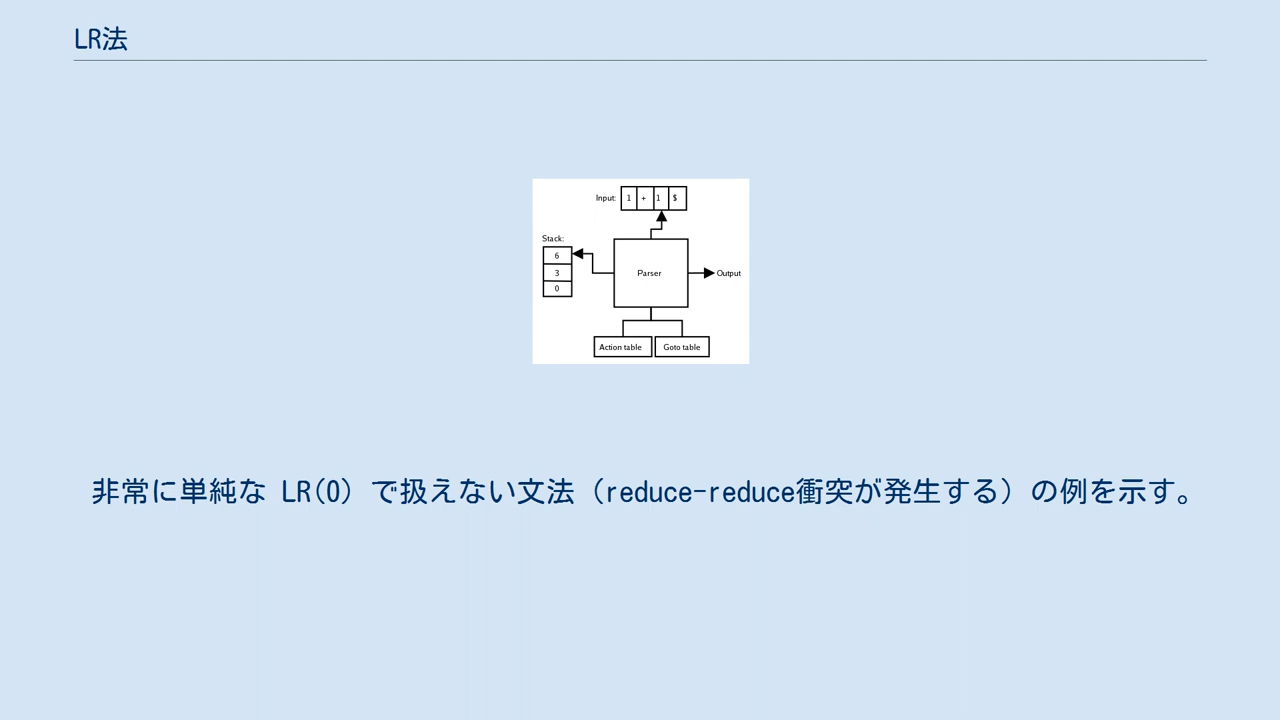 LR法
Input: 1 + 1 $
Stack:
6
3
0
Parser
Output
Action table
Goto table
非常に単純な LR(0) で扱えない文法（reduce-reduce衝突が発生する）の例を示す。